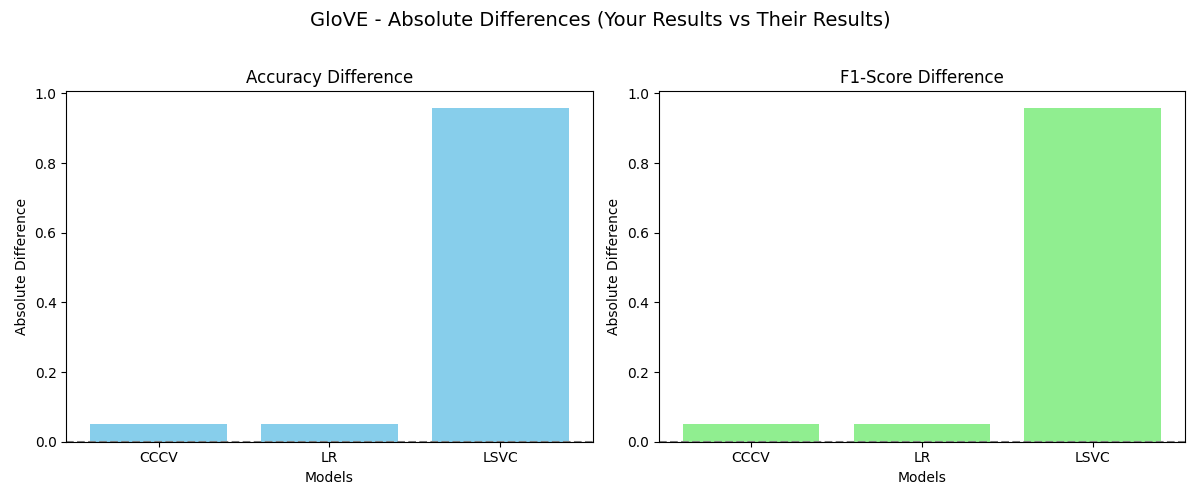 GloVE - Absolute Differences (Your Results vs Their Results)
Accuracy Difference
1.0
0.8
0.6
0.4
0.2
0.0
Absolute Difference
CCCV LR LSVC
Models
F1-Score Difference
1.0
0.8
0.6
0.4
0.2
0.0
Absolute Difference
CCCV LR LSVC
Models